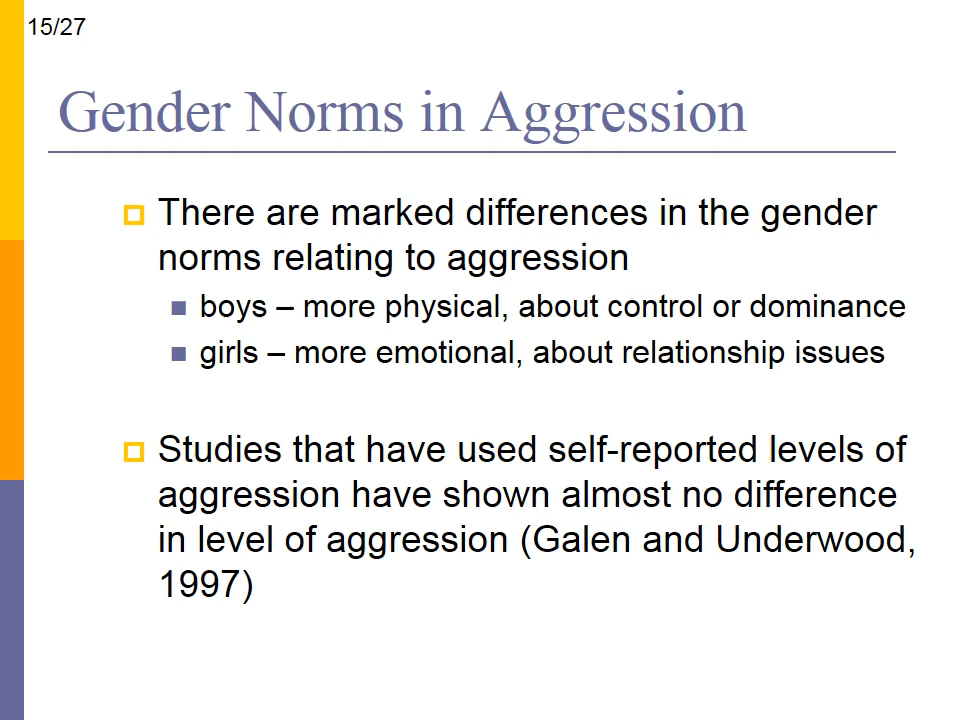 15/27
Gender Norms in Aggression
There are marked differences in the gender
norms relating to aggression
boys – more physical, about control or dominance
girls – more emotional, about relationship issues
Studies that have used self-reported levels of
aggression have shown almost no difference
in level of aggression (Galen and Underwood,
1997)